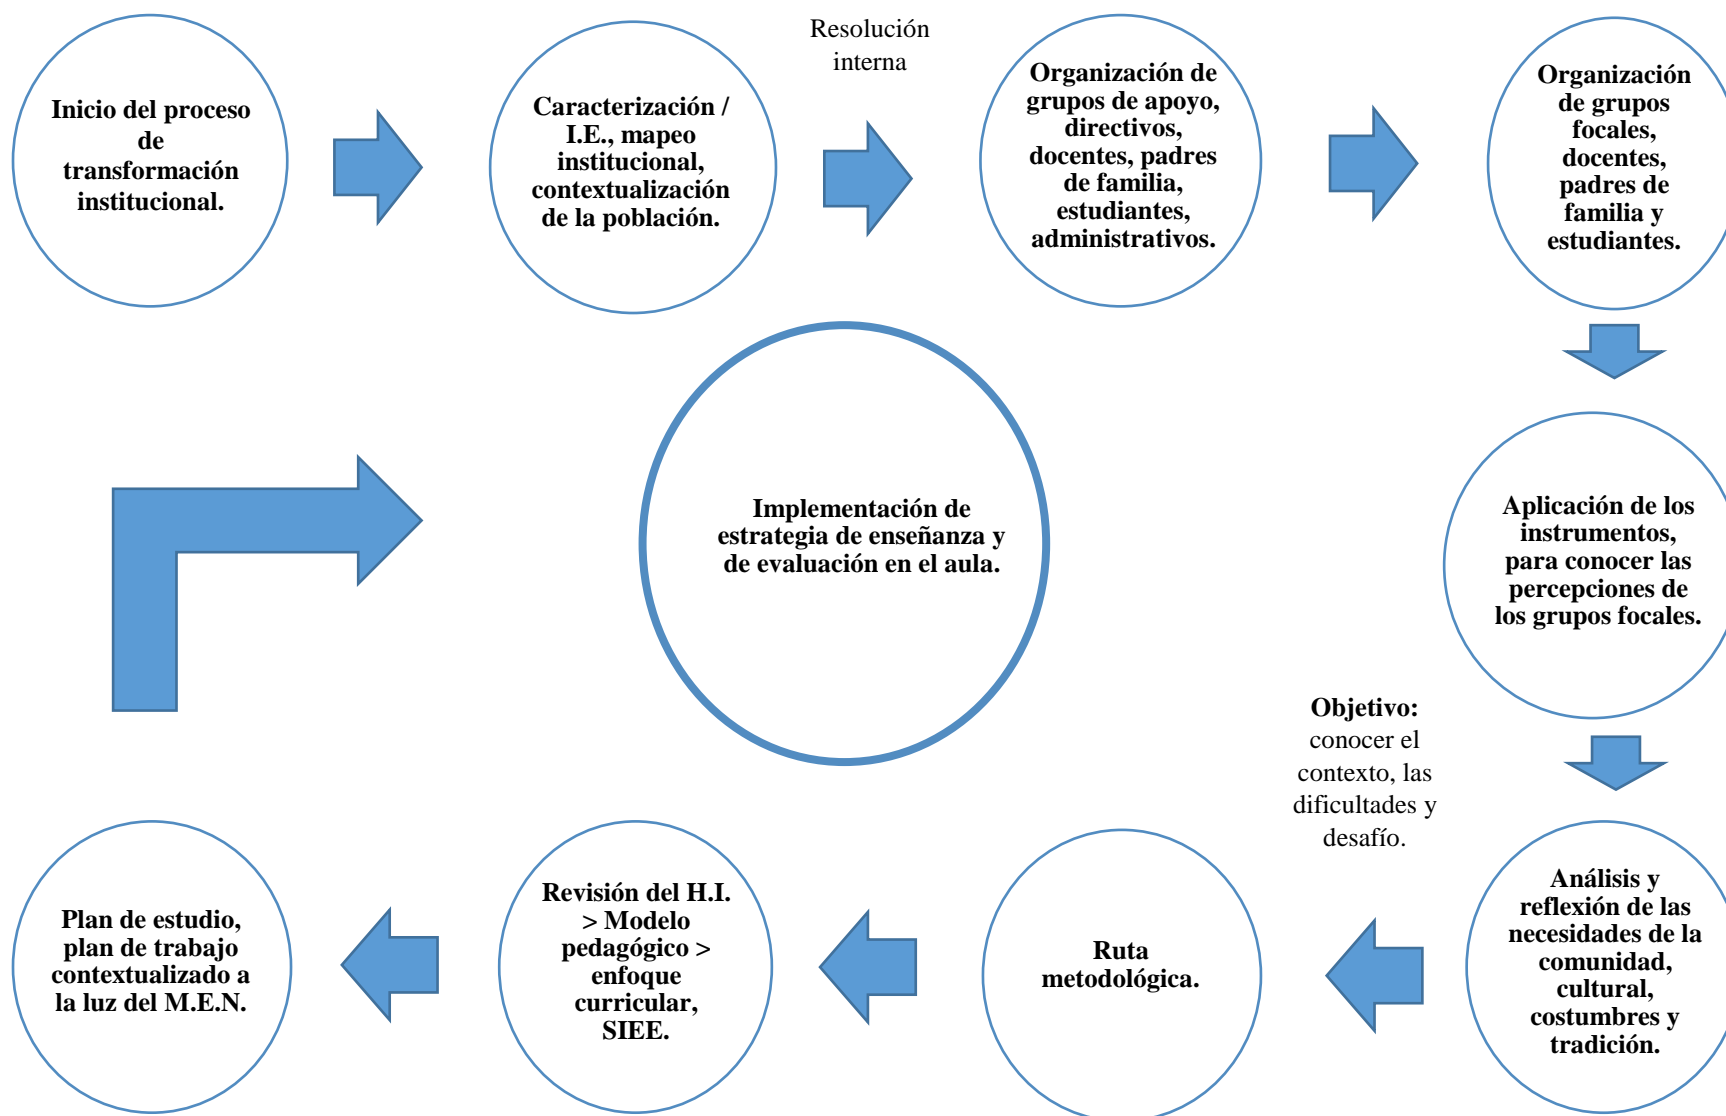 Inicio del proceso
de
transformación
institucional.
Caracterización /
I.E., mapeo
institucional,
contextualización
de la población.
Resolución
interna
Organización de
grupos de apoyo,
directivos,
docentes, padres
de familia,
estudiantes,
administrativos.
Organización
de grupos
focales,
docentes,
padres de
familia y
estudiantes.
Aplicación de los
instrumentos,
para conocer las
percepciones de
los grupos focales.
Objetivo:
conocer el
contexto, las
dificultades y
desafío.
Análisis y
reflexión de las
necesidades de la
comunidad,
cultural,
costumbres y
tradición.
Ruta
metodológica.
Revisión del H.I.
> Modelo
pedagógico >
enfoque
curricular,
SIEE.
Plan de estudio,
plan de trabajo
contextualizado a
la luz del M.E.N.
Implementación de
estrategia de enseñanza y
de evaluación en el aula.